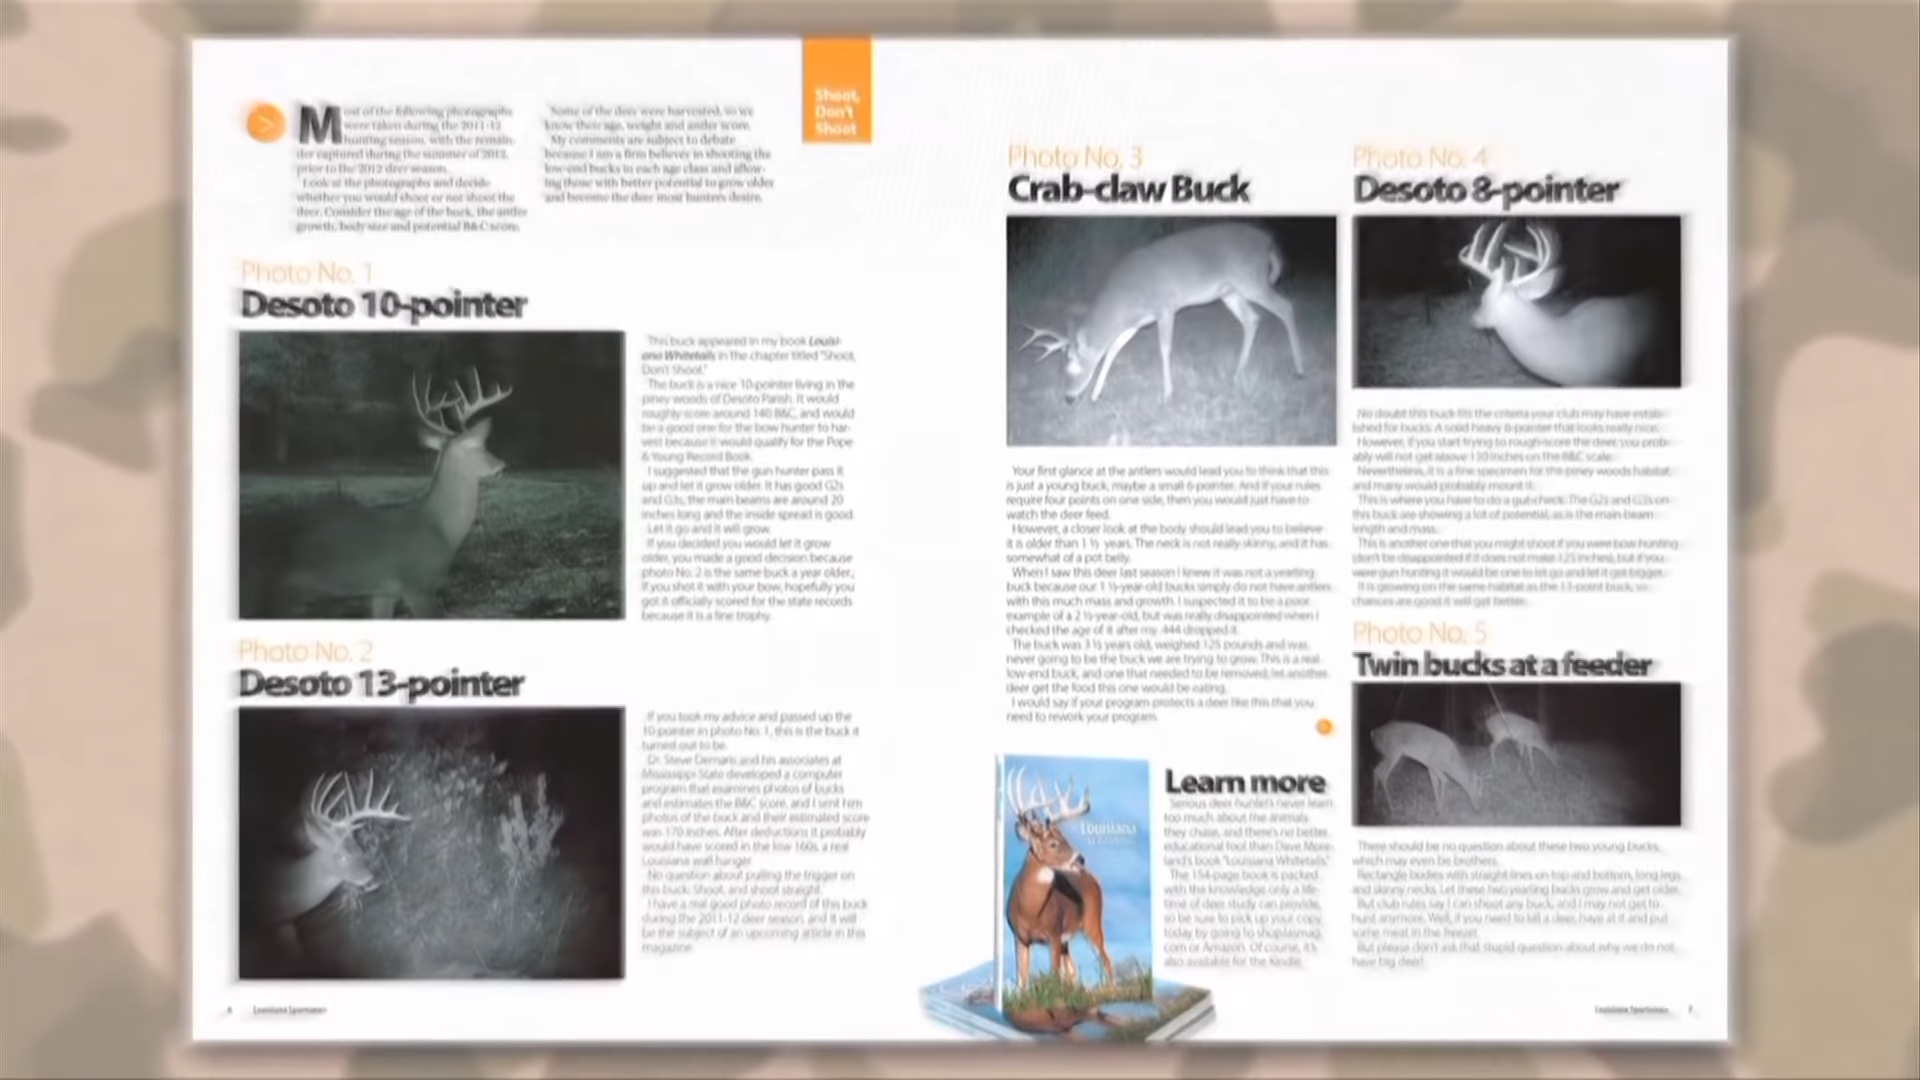 Most of the following photographs
were taken during the 2011-12
hunting season, with the remain-
der captured during the summer of 2012,
prior to the 2012 deer season.
Look at the photographs and decide
whether you would shoot or not shoot the
deer. Consider the age of the buck, the antler
growth, body size and potential B&C score.
Some of the deer were harvested, so we
know their age, weight and antler score.
My comments are subject to debate
because I am a firm believer in shooting the
low-end bucks in each age class and allow-
ing those with better potential to grow older
and become the deer most hunters desire.
Shoot,
Don't
Shoot
Photo No. 1
Desoto 10-pointer
This buck appeared in my book Louisi-
ana Whitetails in the chapter titled "Shoot,
Don't Shoot."
The buck is a nice 10-pointer living in the
piney woods of Desoto Parish. It would
roughly score around 140 B&C, and would
be a good one for the bow hunter to har-
vest because it would qualify for the Pope
& Young Record Book.
I suggested that the gun hunter pass it
up and let it grow older. It has good G2s
and G3s, the main beams are around 20
inches long and the inside spread is good.
Let it go and it will grow.
If you decided you would let it grow
older, you made a good decision because
photo No. 2 is the same buck a year older;
if you shot it with your bow, hopefully you
got it officially scored for the state records
because it is a fine trophy.
Photo No. 2
Desoto 13-pointer
If you took my advice and passed up the
10-pointer in photo No. 1, this is the buck it
turned out to be.
Dr. Steve Demaris and his associates at
Mississippi State developed a computer
program that examines photos of bucks
and estimates the B&C score, and I sent him
photos of the buck and their estimated score
was 170 inches. After deductions it probably
would have scored in the low 160s, a real
Louisiana wall hanger.
No question about pulling the trigger on
this buck: Shoot, and shoot straight.
I have a real good photo record of this buck
during the 2011-12 deer season, and it will
be the subject of an upcoming article in this
magazine.
6 Louisiana Sportsman
Photo No. 3
Crab-claw Buck
Your first glance at the antlers would lead you to think that this
is just a young buck, maybe a small 6-pointer. And if your rules
require four points on one side, then you would just have to
watch the deer feed.
However, a closer look at the body should lead you to believe
it is older than 1 ½ years. The neck is not really skinny, and it has
somewhat of a pot belly.
When I saw this deer last season I knew it was not a yearling
buck because our 1 ½-year-old bucks simply do not have antlers
with this much mass and growth. I suspected it to be a poor
example of a 2 ½-year-old, but was really disappointed when I
checked the age of it after my .444 dropped it.
The buck was 3 ½ years old, weighed 125 pounds and was
never going to be the buck we are trying to grow. This is a real
low-end buck, and one that needed to be removed; let another
deer get the food this one would be eating.
I would say if your program protects a deer like this that you
need to rework your program.
Louisiana
Learn more
Serious deer hunters never learn
too much about the animals
they chase, and there's no better
educational tool than Dave More-
land's book "Louisiana Whitetails."
The 154-page book is packed
with the knowledge only a life-
time of deer study can provide,
so be sure to pick up your copy
today by going to shoplasmag.
com or Amazon. Of course, it's
also available for the Kindle.
Photo No. 4
Desoto 8-pointer
No doubt this buck fits the criteria your club may have estab-
lished for bucks: A solid heavy 8-pointer that looks really nice.
However, if you start trying to rough-score the deer, you prob-
ably will not get above 130 inches on the B&C scale.
Nevertheless, it is a fine specimen for the piney woods habitat,
and many would probably mount it.
This is where you have to do a gut-check: The G2s and G3s on
this buck are showing a lot of potential, as is the main beam
length and mass.
This is another one that you might shoot if you were bow hunting
(don't be disappointed if it does not make 125 inches), but if you
were gun hunting it would be one to let go and let it get bigger.
It is growing on the same habitat as the 13-point buck, so
chances are good it will get better.
Photo No. 5
Twin bucks at a feeder
There should be no question about these two young bucks,
which may even be brothers.
Rectangle bodies with straight lines on top and bottom, long legs
and skinny necks. Let these two yearling bucks grow and get older.
But club rules say I can shoot any buck, and I may not get to
hunt anymore. Well, if you need to kill a deer, have at it and put
some meat in the freezer.
But please don't ask that stupid question about why we do not
have big deer!
Louisiana Sportsman 7